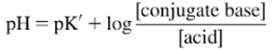 pH = pK′ + log [conjugate base] / [acid]